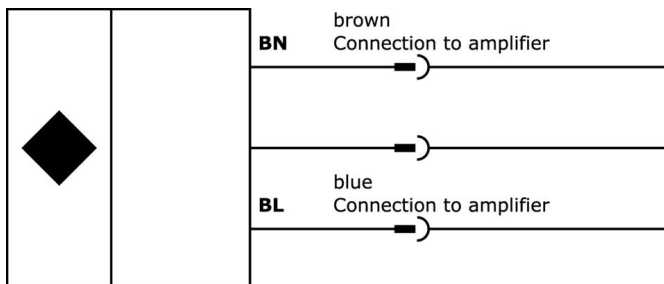 brown
BN Connection to amplifier
blue
BL Connection to amplifier